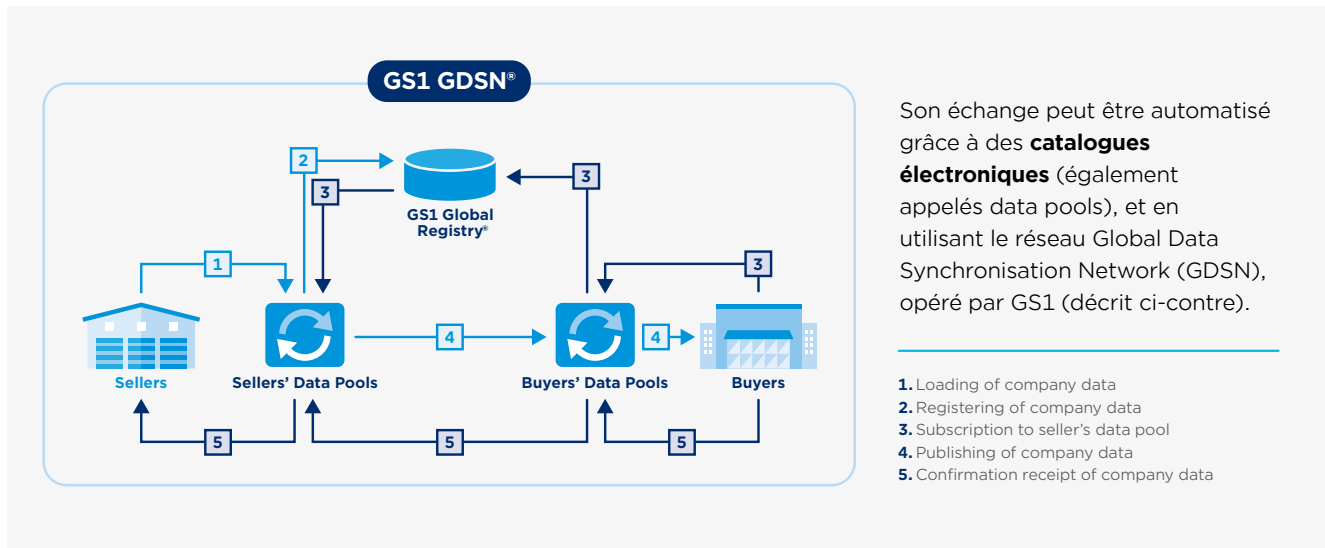 GS1 GDSN®
2
3
3
GS1 Global
Registry®
1
3
4
4
Sellers
Sellers' Data Pools
Buyers' Data Pools
Buyers
5
5
5
Son échange peut être automatisé
grâce à des catalogues
électroniques (également
appelés data pools), et en
utilisant le réseau Global Data
Synchronisation Network (GDSN),
opéré par GS1 (décrit ci-contre).
1. Loading of company data
2. Registering of company data
3. Subscription to seller's data pool
4. Publishing of company data
5. Confirmation receipt of company data